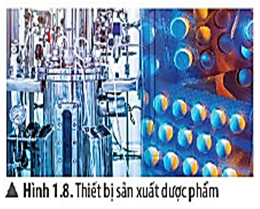 ▲ Hình 1.8. Thiết bị sản xuất dược phẩm